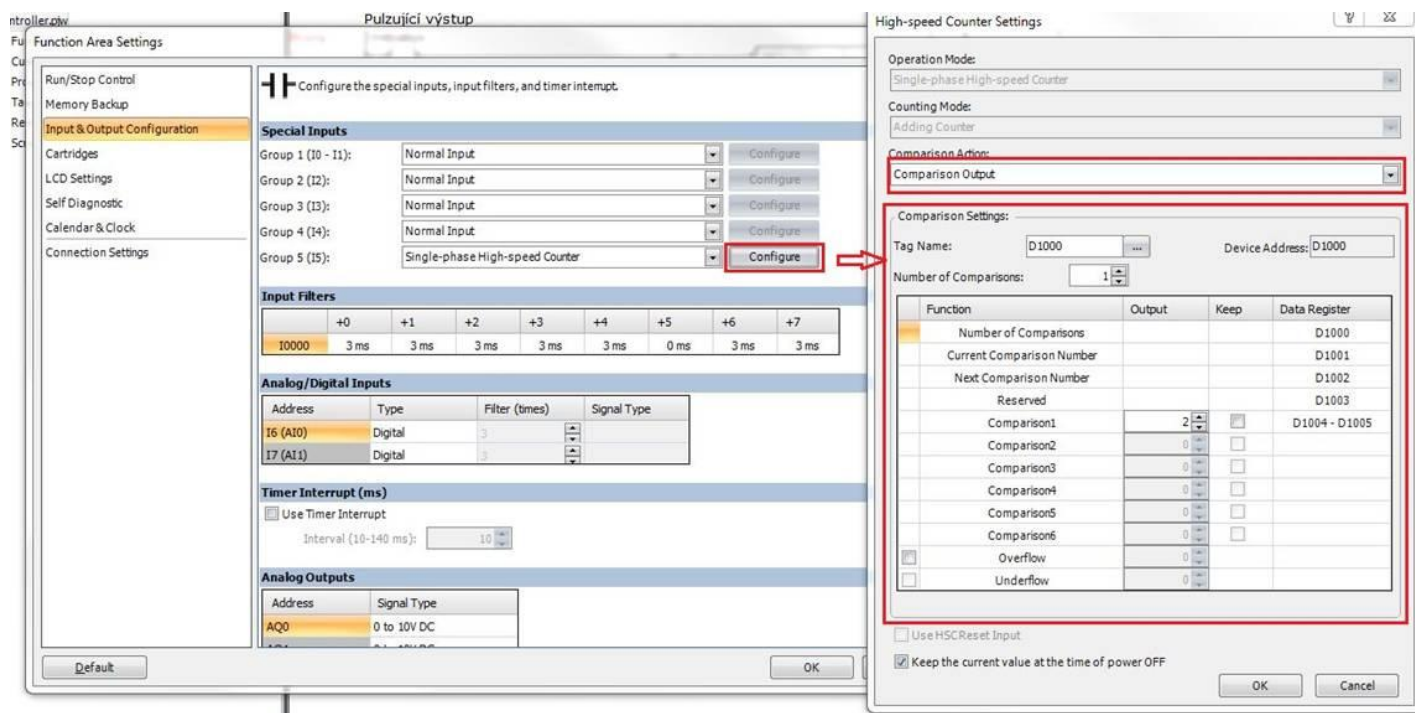 ntroller.pjw
Pulzující výstup
Fu
Cu
Pro
Ta
Re
Scr
Function Area Settings
Run/Stop Control
Memory Backup
Input & Output Configuration
Cartridges
LCD Settings
Self Diagnostic
Calendar & Clock
Connection Settings
Configure the special inputs, input filters, and timer interrupt.
Special Inputs
Group 1 (I0 - I1): Normal Input Configure
Group 2 (I2): Normal Input Configure
Group 3 (I3): Normal Input Configure
Group 4 (I4): Normal Input Configure
Group 5 (I5): Single-phase High-speed Counter Configure
Input Filters
+0 +1 +2 +3 +4 +5 +6 +7
I0000 3 ms 3 ms 3 ms 3 ms 3 ms 0 ms 3 ms 3 ms
Analog/Digital Inputs
Address Type Filter (times) Signal Type
I6 (AI0) Digital 3
I7 (AI1) Digital 3
Timer Interrupt (ms)
Use Timer Interrupt
Interval (10-140 ms): 10
Analog Outputs
Address Signal Type
AQ0 0 to 10V DC
Default OK
High-speed Counter Settings
Operation Mode:
Single-phase High-speed Counter
Counting Mode:
Adding Counter
Comparison Action:
Comparison Output
Comparison Settings:
Tag Name: D1000 ... Device Address: D1000
Number of Comparisons: 1
Function Output Keep Data Register
Number of Comparisons D1000
Current Comparison Number D1001
Next Comparison Number D1002
Reserved D1003
Comparison1 2 D1004 - D1005
Comparison2 0
Comparison3 0
Comparison4 0
Comparison5 0
Comparison6 0
Overflow 0
Underflow 0
Use HSC Reset Input
Keep the current value at the time of power OFF
OK Cancel